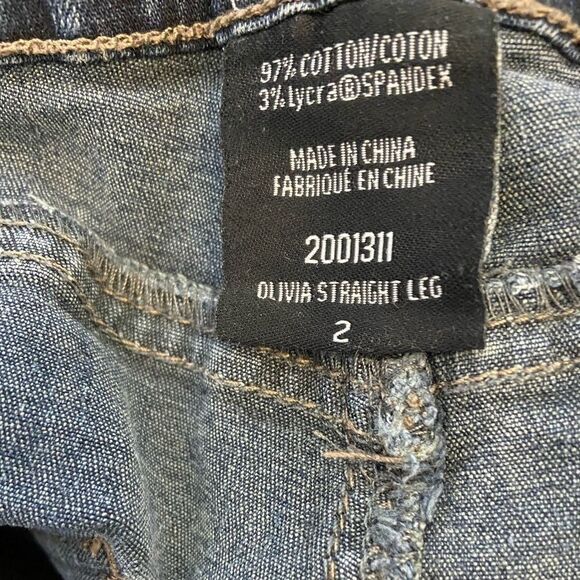 97% COTTON/COTON
3% Lycra®SPANDEX
MADE IN CHINA
FABRIQUÉ EN CHINE
2001311
OLIVIA STRAIGHT LEG
2